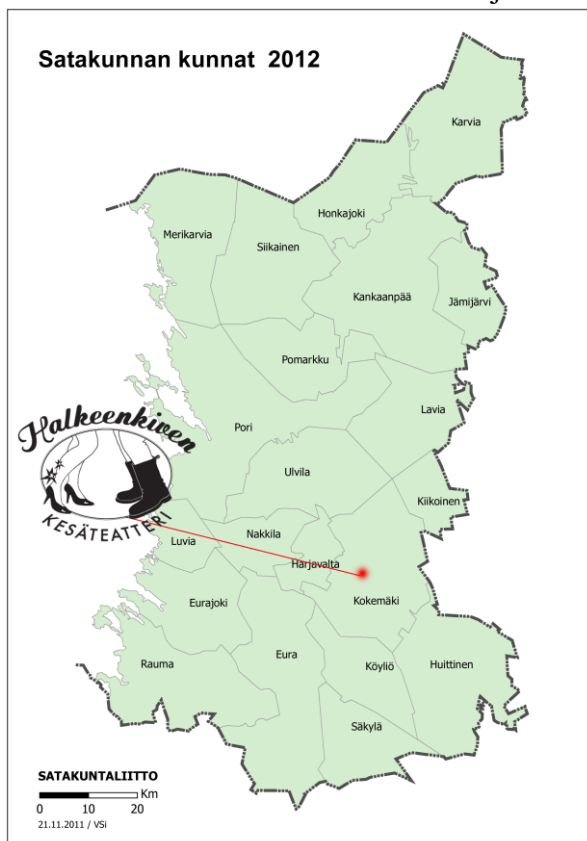 Satakunnan kunnat 2012
Karvia
Honkajoki
Merikarvia
Siikainen
Kankaanpää
Jämijärvi
Pomarkku
Lavia
Halkeenkiven
Pori
Ulvila
Kiikoinen
KESÄTEATTERI
Nakkila
Luvia
Harjavalta
Kokemäki
Eurajoki
Eura
Rauma
Köyliö
Huittinen
Säkylä
SATAKUNTALIITTO
Km
0 10 20
21.11.2011 / VSi